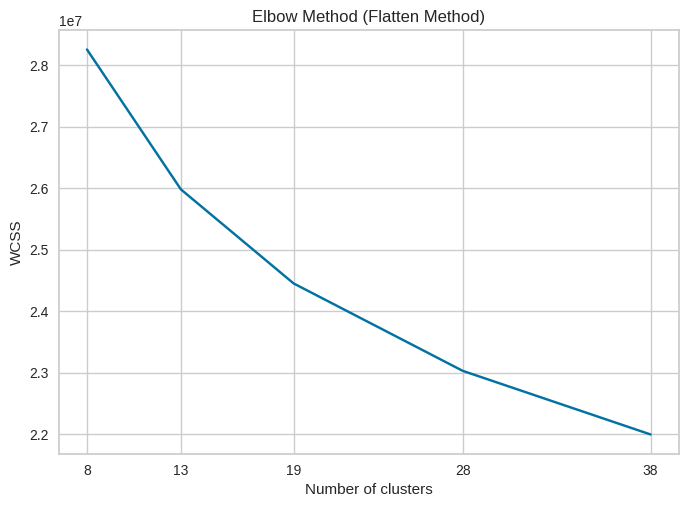 Elbow Method (Flatten Method)
1e7
2.8
2.7
2.6
2.5
2.4
2.3
2.2
WCSS
8 13 19 28 38
Number of clusters